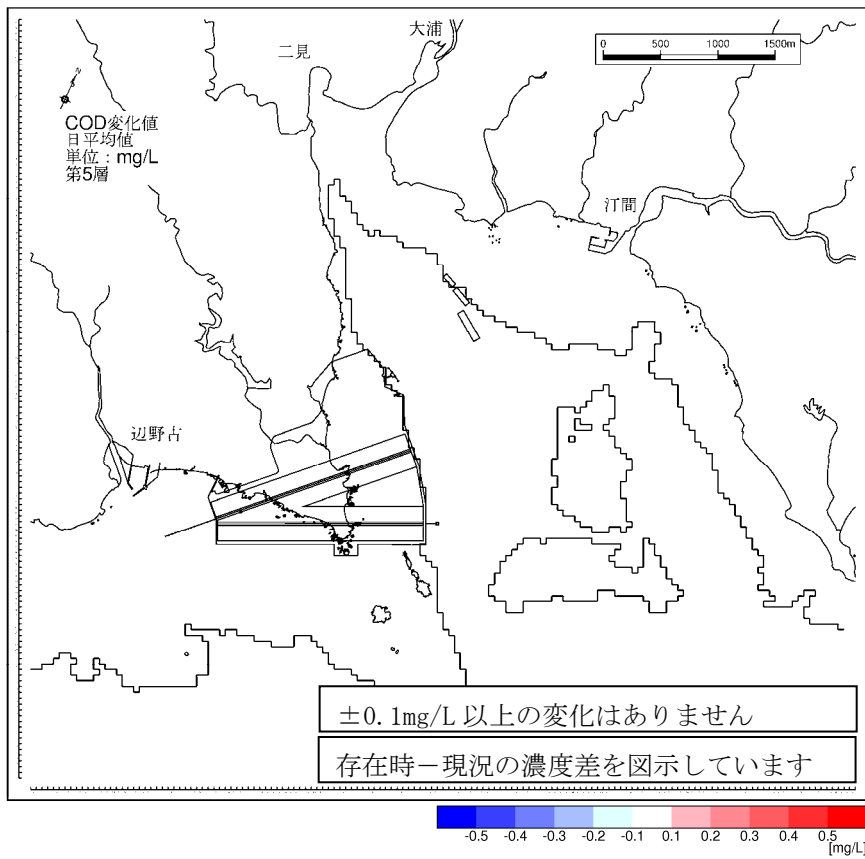 大浦
二見
0 500 1000 1500m
N
COD変化値
日平均値
単位：mg/L
第5層
汀間
辺野古
±0.1mg/L以上の変化はありません
存在時－現況の濃度差を図示しています
-0.5 -0.4 -0.3 -0.2 -0.1 0.1 0.2 0.3 0.4 0.5
[mg/L]